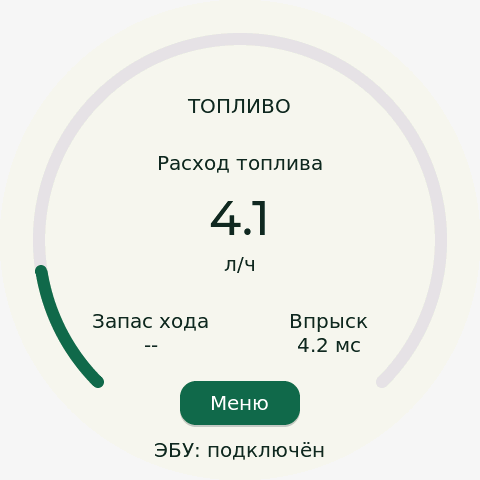 ТОПЛИВО
Расход топлива
4.1
л/ч
Запас хода
--
Впрыск
4.2 мс
Меню
ЭБУ: подключён